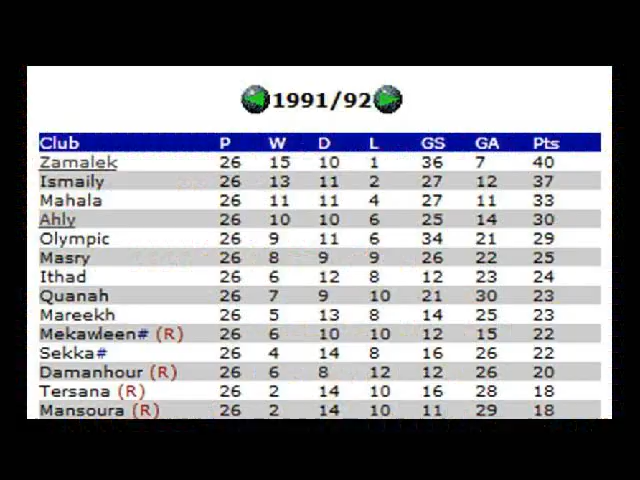 1991/92
Club P W D L GS GA Pts
Zamalek 26 15 10 1 36 7 40
Ismaily 26 13 11 2 27 12 37
Mahala 26 11 11 4 27 11 33
Ahly 26 10 10 6 25 14 30
Olympic 26 9 11 6 34 21 29
Masry 26 8 9 9 26 22 25
Ithad 26 6 12 8 12 23 24
Quanah 26 7 9 10 21 30 23
Mareekh 26 5 13 8 14 25 23
Mekawleen# (R) 26 6 10 10 12 15 22
Sekka# 26 4 14 8 16 26 22
Damanhour (R) 26 6 8 12 12 26 20
Tersana (R) 26 2 14 10 16 28 18
Mansoura (R) 26 2 14 10 11 29 18